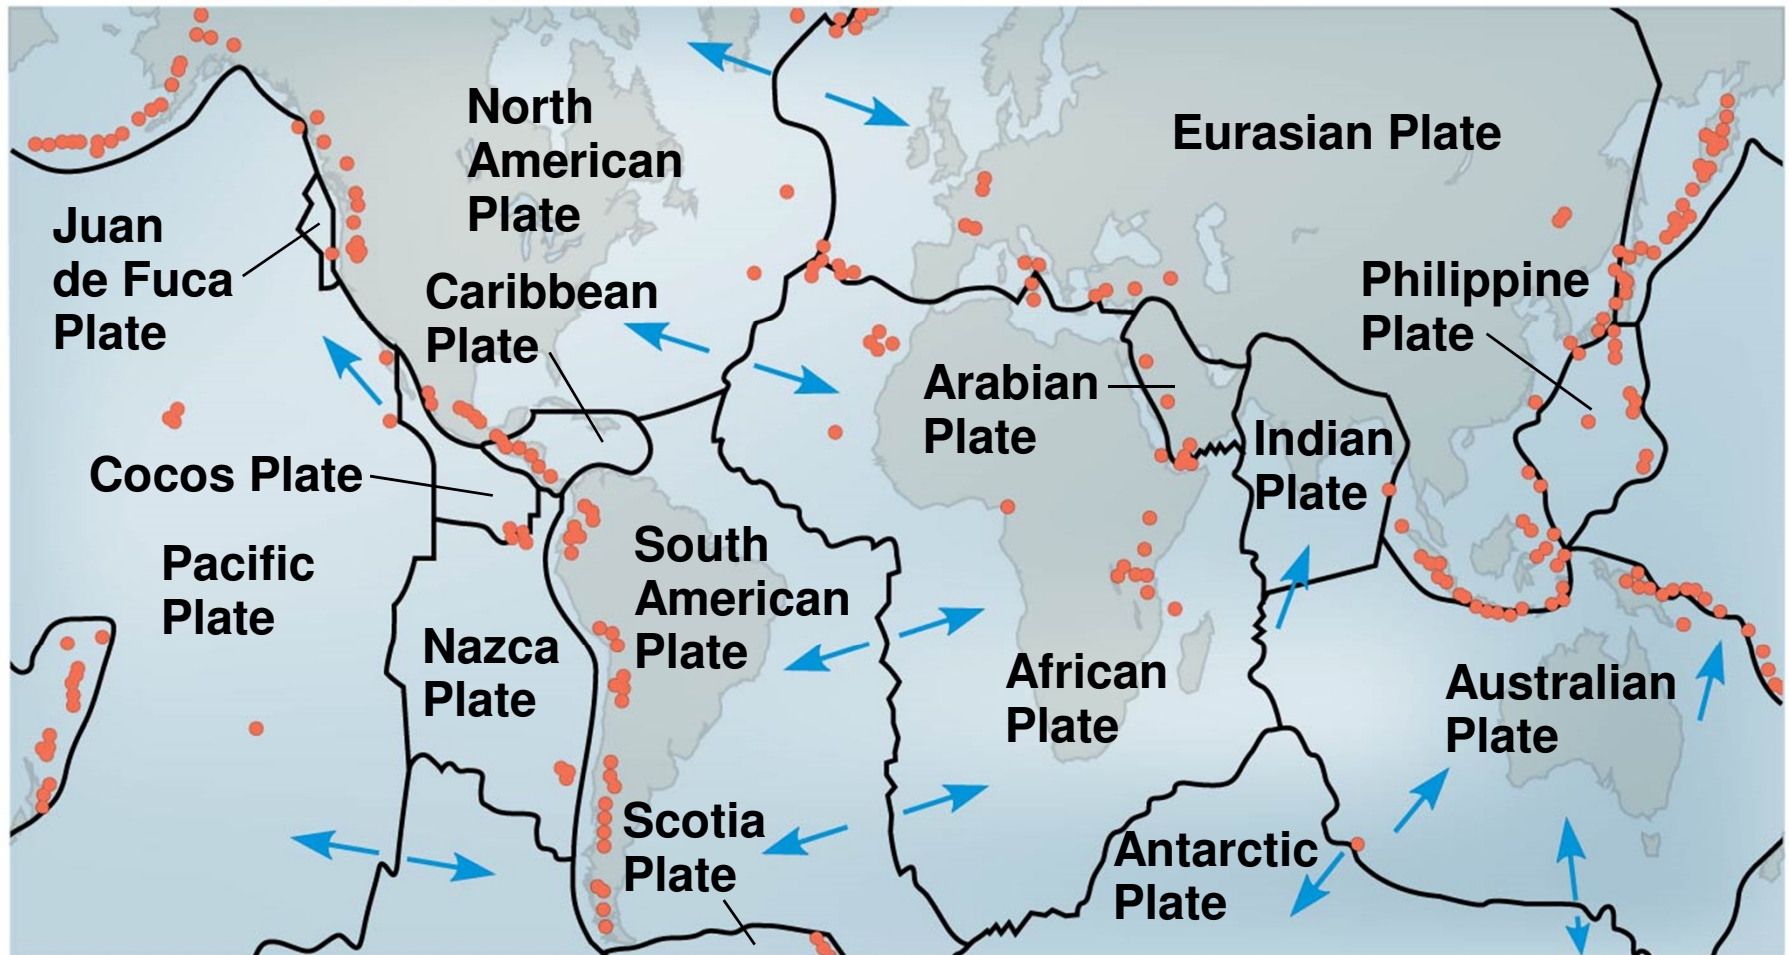 North
American
Plate
Eurasian Plate
Juan
de Fuca
Plate
Caribbean
Plate
Philippine
Plate
Arabian
Plate
Indian
Plate
Cocos Plate
Pacific
Plate
South
American
Plate
Nazca
Plate
African
Plate
Australian
Plate
Scotia
Plate
Antarctic
Plate